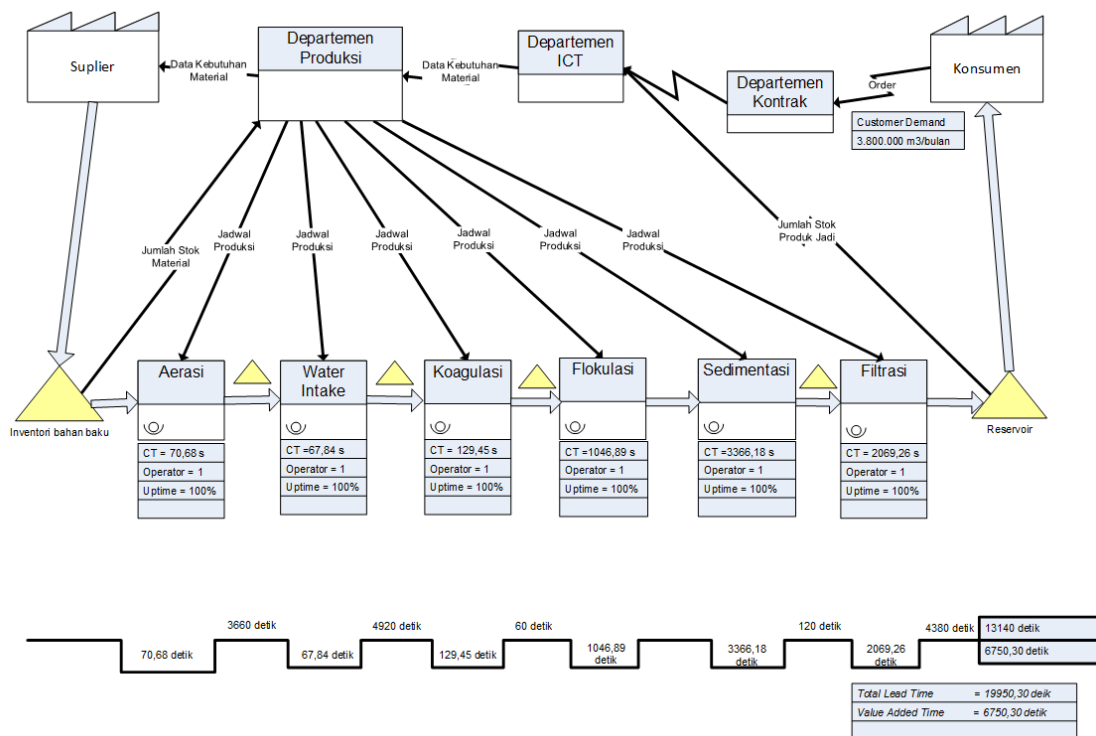 Suplier
Data Kebutuhan
Material
Departemen
Produksi
Data Kebutuhan
Material
Departemen
ICT
Departemen
Kontrak
Order
Konsumen
Customer Demand
3.800.000 m3/bulan
Jumlah Stok
Material
Jadwal
Produksi
Jadwal
Produksi
Jadwal
Produksi
Jadwal
Produksi
Jadwal
Produksi
Jadwal
Produksi
Jumlah Stok
Produk Jadi
Inventori bahan baku
Aerasi
CT = 70,68 s
Operator = 1
Uptime = 100%
Water
Intake
CT =67,84 s
Operator = 1
Uptime = 100%
Koagulasi
CT = 129,45 s
Operator = 1
Uptime = 100%
Flokulasi
CT =1046,89 s
Operator = 1
Uptime = 100%
Sedimentasi
CT =3366,18 s
Operator = 1
Uptime = 100%
Filtrasi
CT = 2069,26 s
Operator = 1
Uptime = 100%
Reservoir
3660 detik
4920 detik
60 detik
120 detik
4380 detik
13140 detik
70,68 detik
67,84 detik
129,45 detik
1046,89
detik
3366,18
detik
2069,26
detik
6750,30 detik
Total Lead Time = 19950,30 deik
Value Added Time = 6750,30 detik